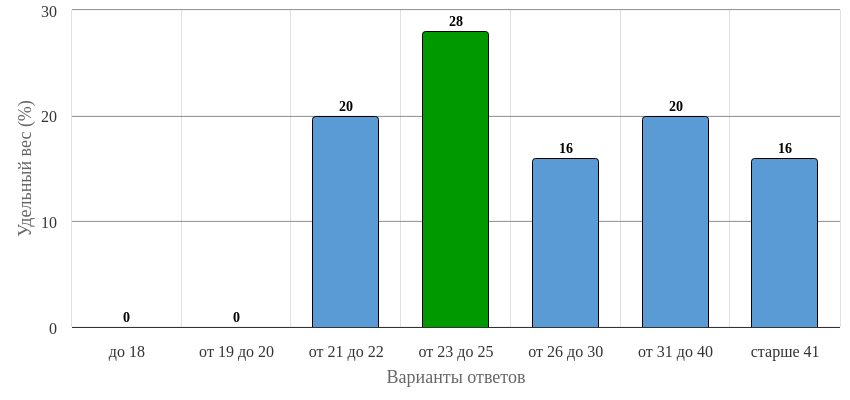 30
28
20
20
20
16
16
Удельный вес (%)
10
0
0
0
до 18
от 19 до 20
от 21 до 22
от 23 до 25
от 26 до 30
от 31 до 40
старше 41
Варианты ответов